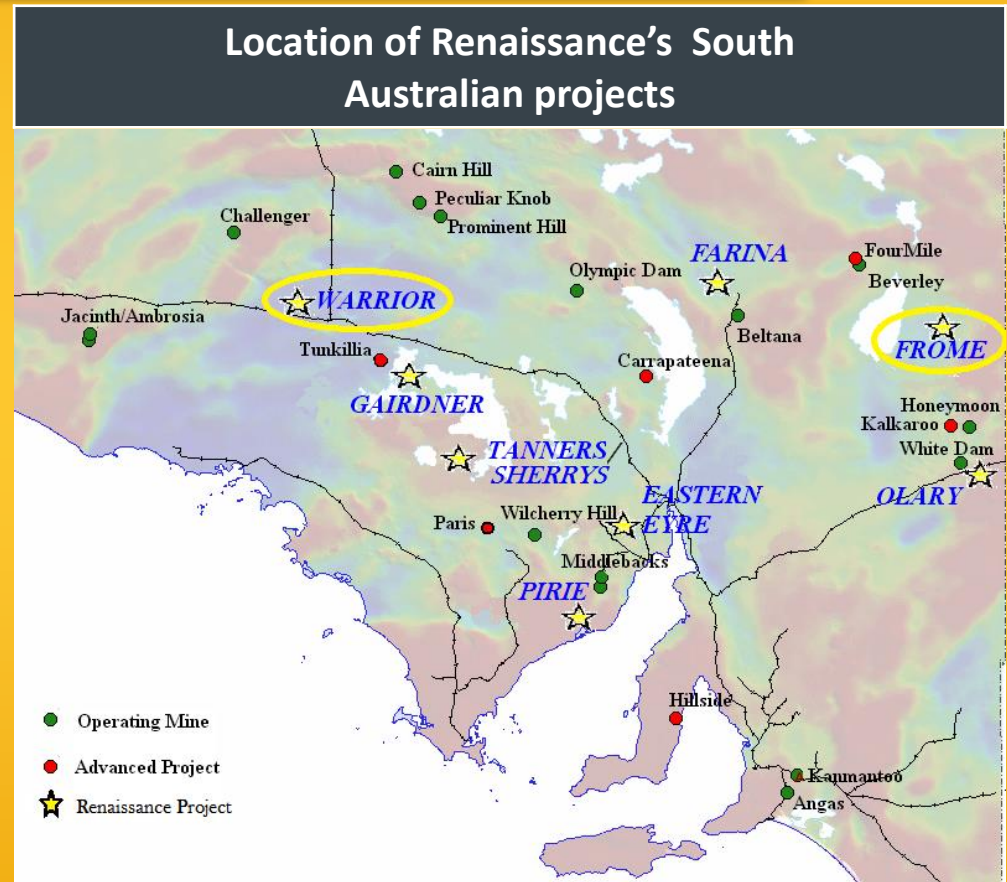 Location of Renaissance's South
Australian projects
Cairn Hill
Peculiar Knob
Prominent Hill
Challenger
FARINA
FourMile
Beverley
Olympic Dam
WARRIOR
Jacinth/Ambrosia
Beltana
FROME
Tunkillia
Carrapateena
GAIRDNER
Honeymoon
Kalkaroo
White Dam
TANNERS
SHERRYS
OLARY
EASTERN
EYRE
Paris
Wilcherry Hill
Middlebacks
PIRIE
Hillside
Operating Mine
Advanced Project
Renaissance Project
Kanmantoo
Angas